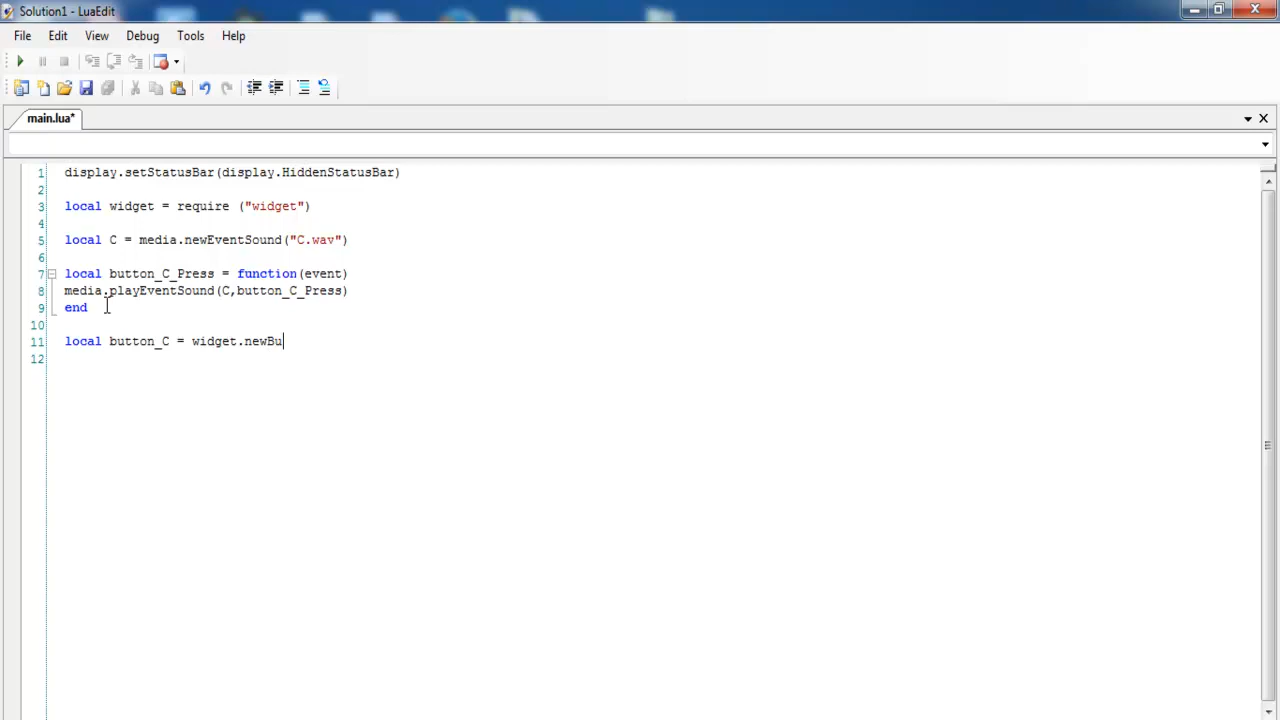 Solution1 - LuaEdit
File Edit View Debug Tools Help
main.lua*
1 display.setStatusBar(display.HiddenStatusBar)
2
3 local widget = require ("widget")
4
5 local C = media.newEventSound("C.wav")
6
7 local button_C_Press = function(event)
8 media.playEventSound(C,button_C_Press)
9 end
10
11 local button_C = widget.newBu
12